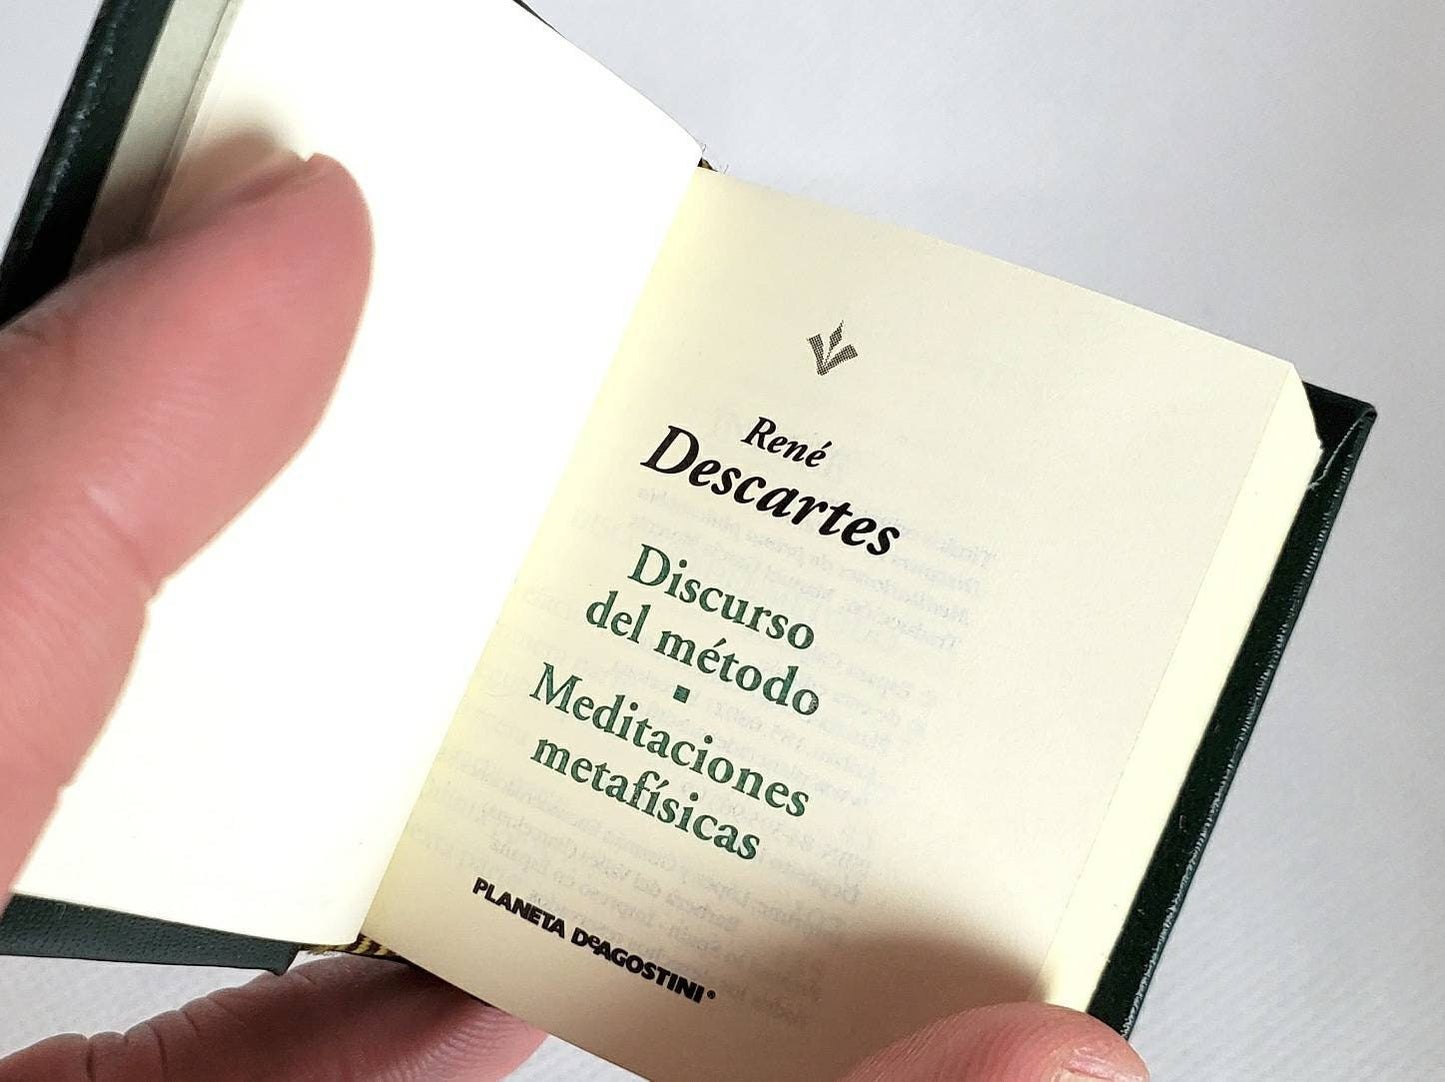 René
Descartes
Discurso
del método
▪
Meditaciones
metafísicas
PLANETA DeAGOSTINI